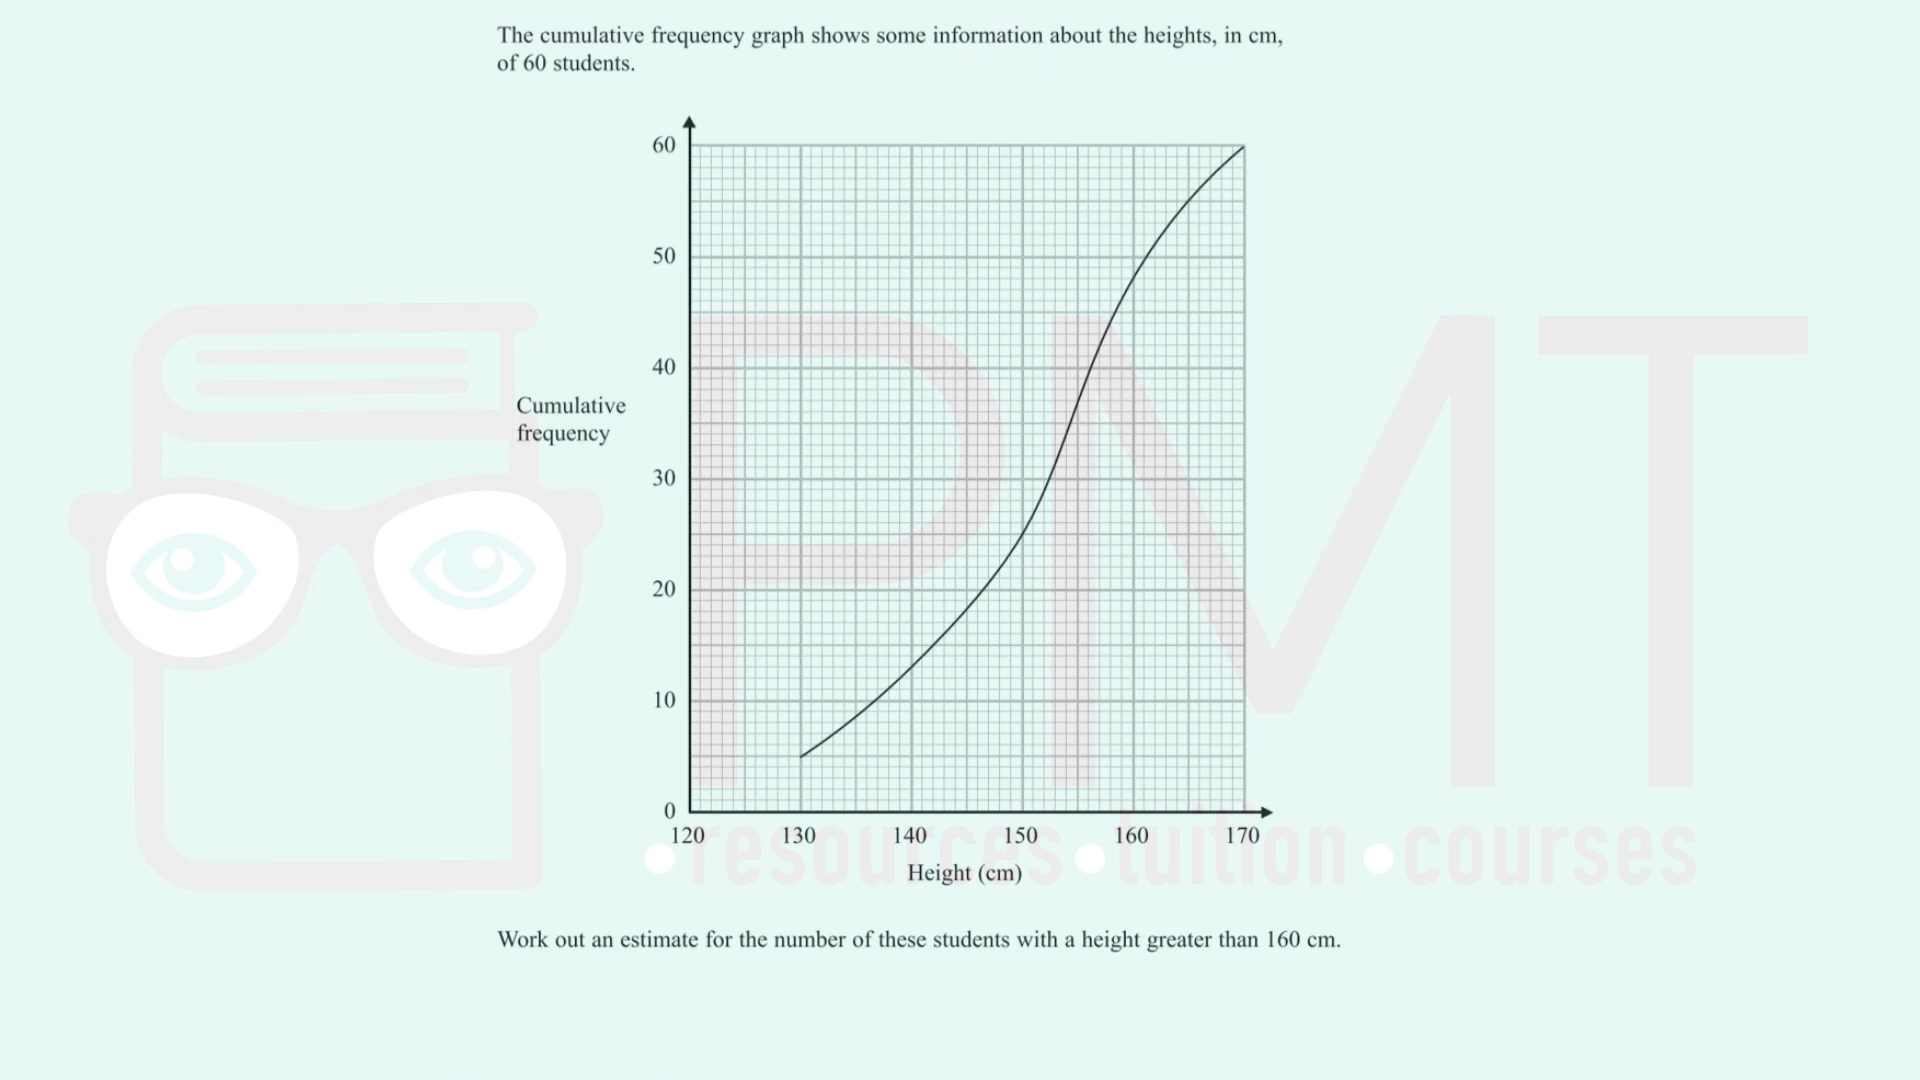 The cumulative frequency graph shows some information about the heights, in cm,
of 60 students.
60
50
40
Cumulative
frequency
30
20
10
0
120 130 140 150 160 170
Height (cm)
PMT
resources tuition courses
Work out an estimate for the number of these students with a height greater than 160 cm.